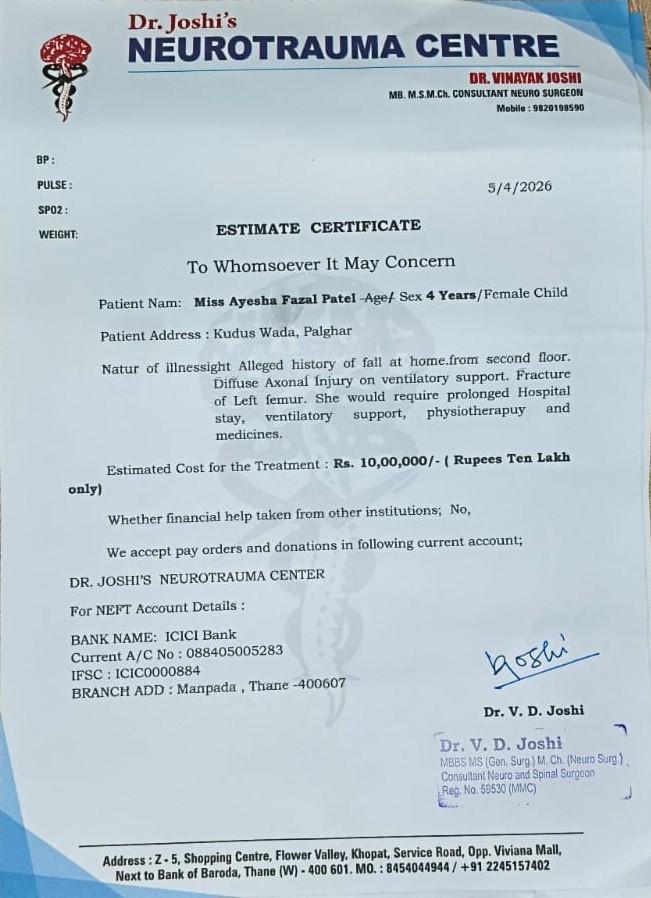 Dr. Joshi's
NEUROTRAUMA CENTRE
DR. VINAYAK JOSHI
MB. M.S.M.Ch. CONSULTANT NEURO SURGEON
Mobile : 9820198590
BP :
PULSE :
SPO2 :
WEIGHT:
5/4/2026
ESTIMATE CERTIFICATE
To Whomsoever It May Concern
Patient Nam: Miss Ayesha Fazal Patel Age/ Sex 4 Years/Female Child
Patient Address : Kudus Wada, Palghar
Natur of illnessight Alleged history of fall at home.from second floor.
Diffuse Axonal Injury on ventilatory support. Fracture
of Left femur. She would require prolonged Hospital
stay, ventilatory support, physiotherapuy and
medicines.
Estimated Cost for the Treatment : Rs. 10,00,000/- ( Rupees Ten Lakh
only)
Whether financial help taken from other institutions; No,
We accept pay orders and donations in following current account;
DR. JOSHI'S NEUROTRAUMA CENTER
For NEFT Account Details :
BANK NAME: ICICI Bank
Current A/C No : 088405005283
IFSC : ICIC0000884
BRANCH ADD : Manpada , Thane -400607
Joshi
Dr. V. D. Joshi
Dr. V. D. Joshi
MBBS MS (Gen. Surg.) M. Ch. (Neuro Surg.)
Consultant Neuro and Spinal Surgeon
Reg. No. 59530 (MMC)
Address : Z - 5, Shopping Centre, Flower Valley, Khopat, Service Road, Opp. Viviana Mall,
Next to Bank of Baroda, Thane (W) - 400 601. MO. : 8454044944 / +91 2245157402